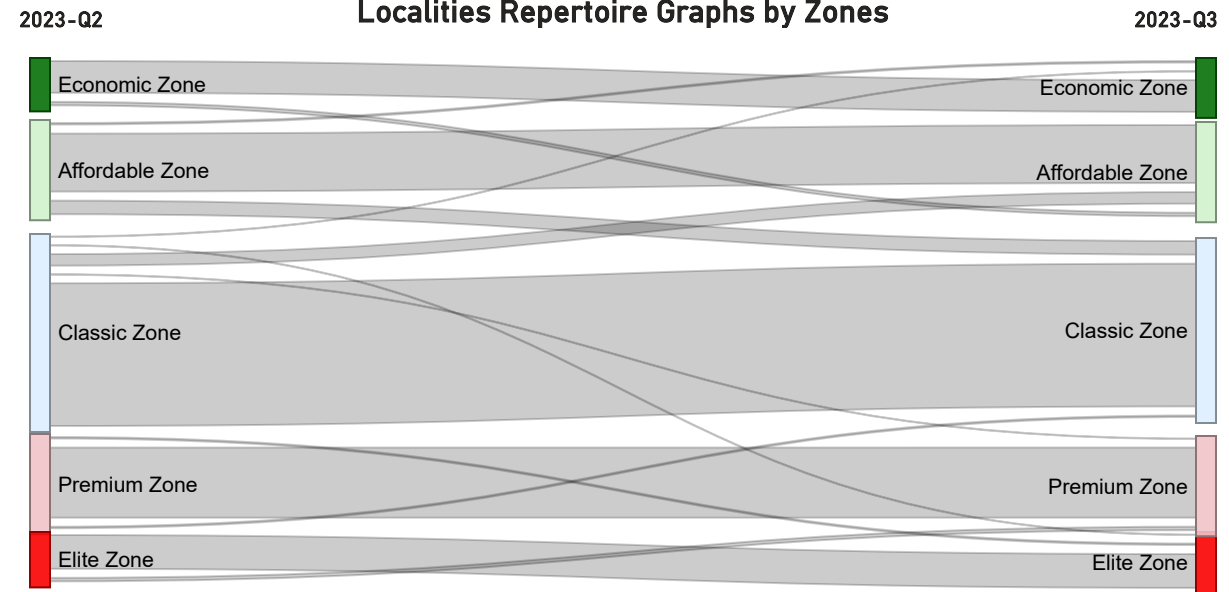 2023-Q2
Localities Repertoire Graphs by Zones
2023-Q3
Economic Zone
Economic Zone
Affordable Zone
Affordable Zone
Classic Zone
Classic Zone
Premium Zone
Premium Zone
Elite Zone
Elite Zone